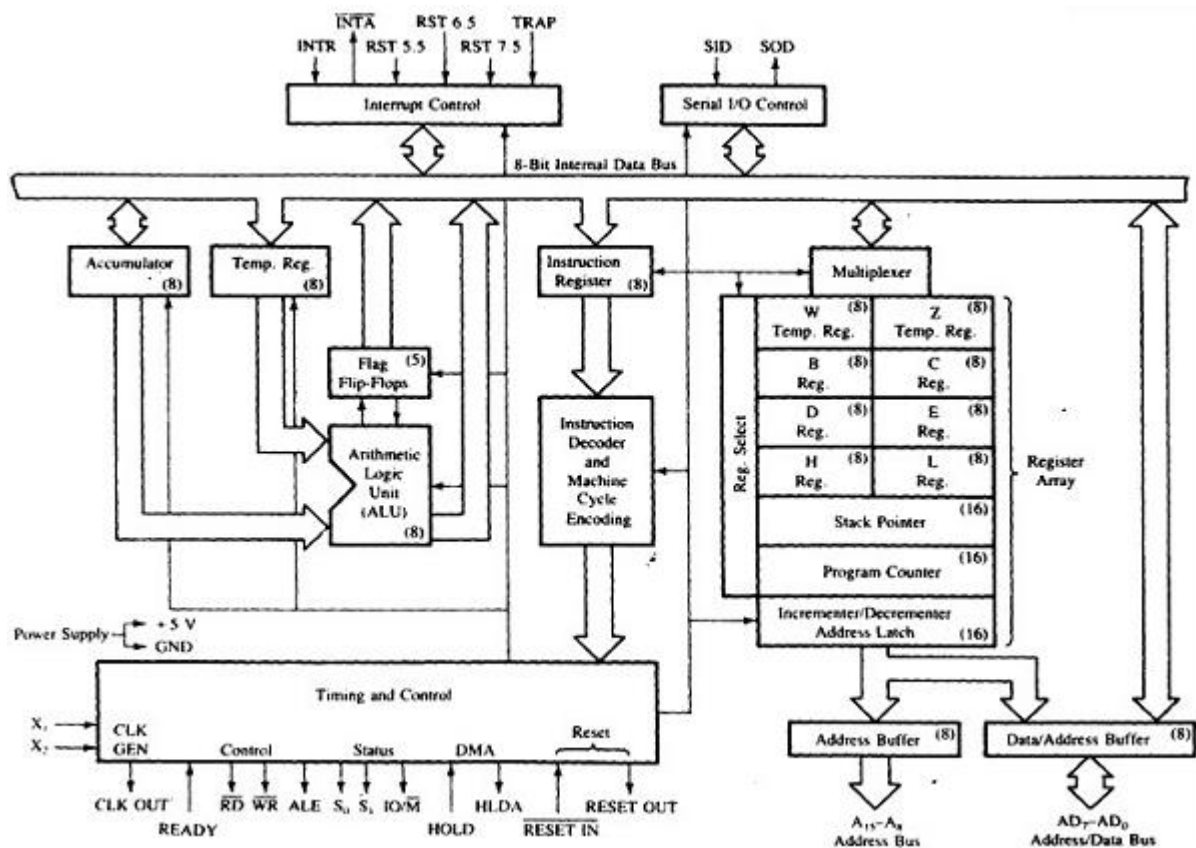 INTA
RST 6.5
TRAP
INTR
RST 5.5
RST 7.5
SID
SOD
Interrupt Control
Serial I/O Control
8-Bit Internal Data Bus
Accumulator
(8)
Temp. Reg.
(8)
Instruction
Register
(8)
Multiplexer
W
(8)
Temp. Reg.
Z
(8)
Temp. Reg.
Flag
(5)
Flip-Flops
B
(8)
Reg.
C
(8)
Reg.
D
(8)
Reg.
E
(8)
Reg.
H
(8)
Reg.
L
(8)
Reg.
Reg. Select
Register
Array
Arithmetic
Logic
Unit
(ALU)
(8)
Instruction
Decoder
and
Machine
Cycle
Encoding
Stack Pointer
(16)
Program Counter
(16)
Incrementer/Decrementer
Address Latch
(16)
Power Supply
+5 V
GND
Timing and Control
X₁
X₂
CLK
GEN
Control
Status
DMA
Reset
CLK OUT
READY
RD
WR
ALE
S₀
S₁
IO/M
HOLD
HLDA
RESET IN
RESET OUT
Address Buffer
(8)
Data/Address Buffer
(8)
A₁₅–A₈
Address Bus
AD₇–AD₀
Address/Data Bus